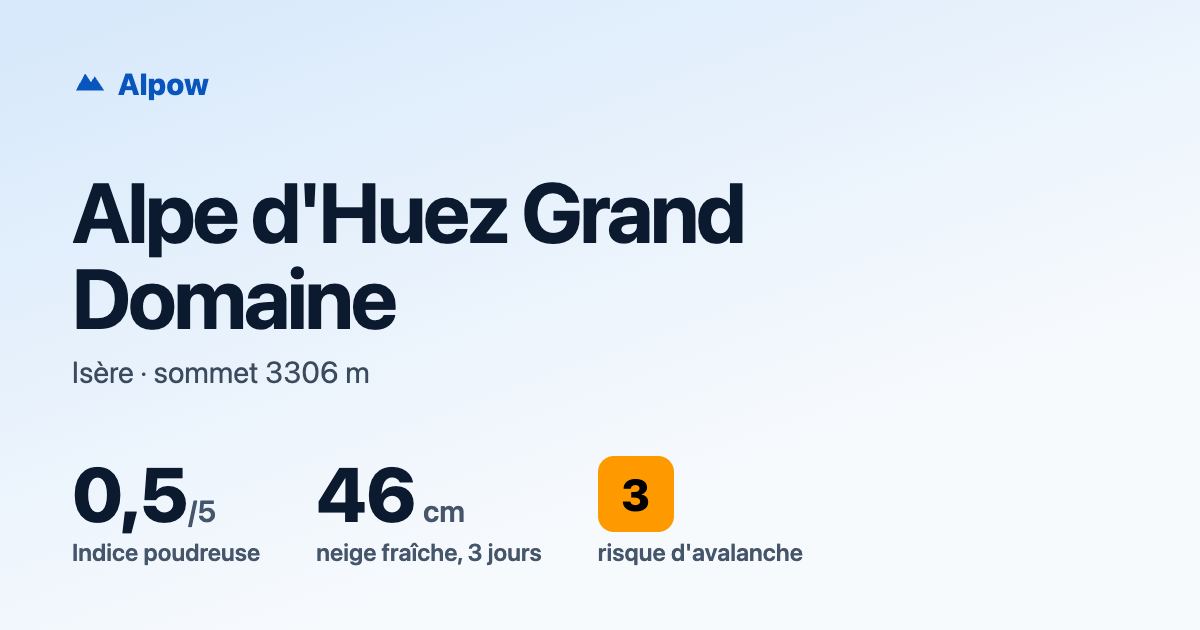 Alpow
Alpe d'Huez Grand
Domaine
Isère · sommet 3306 m
0,5/5
46 cm
3
Indice poudreuse
neige fraîche, 3 jours
risque d'avalanche